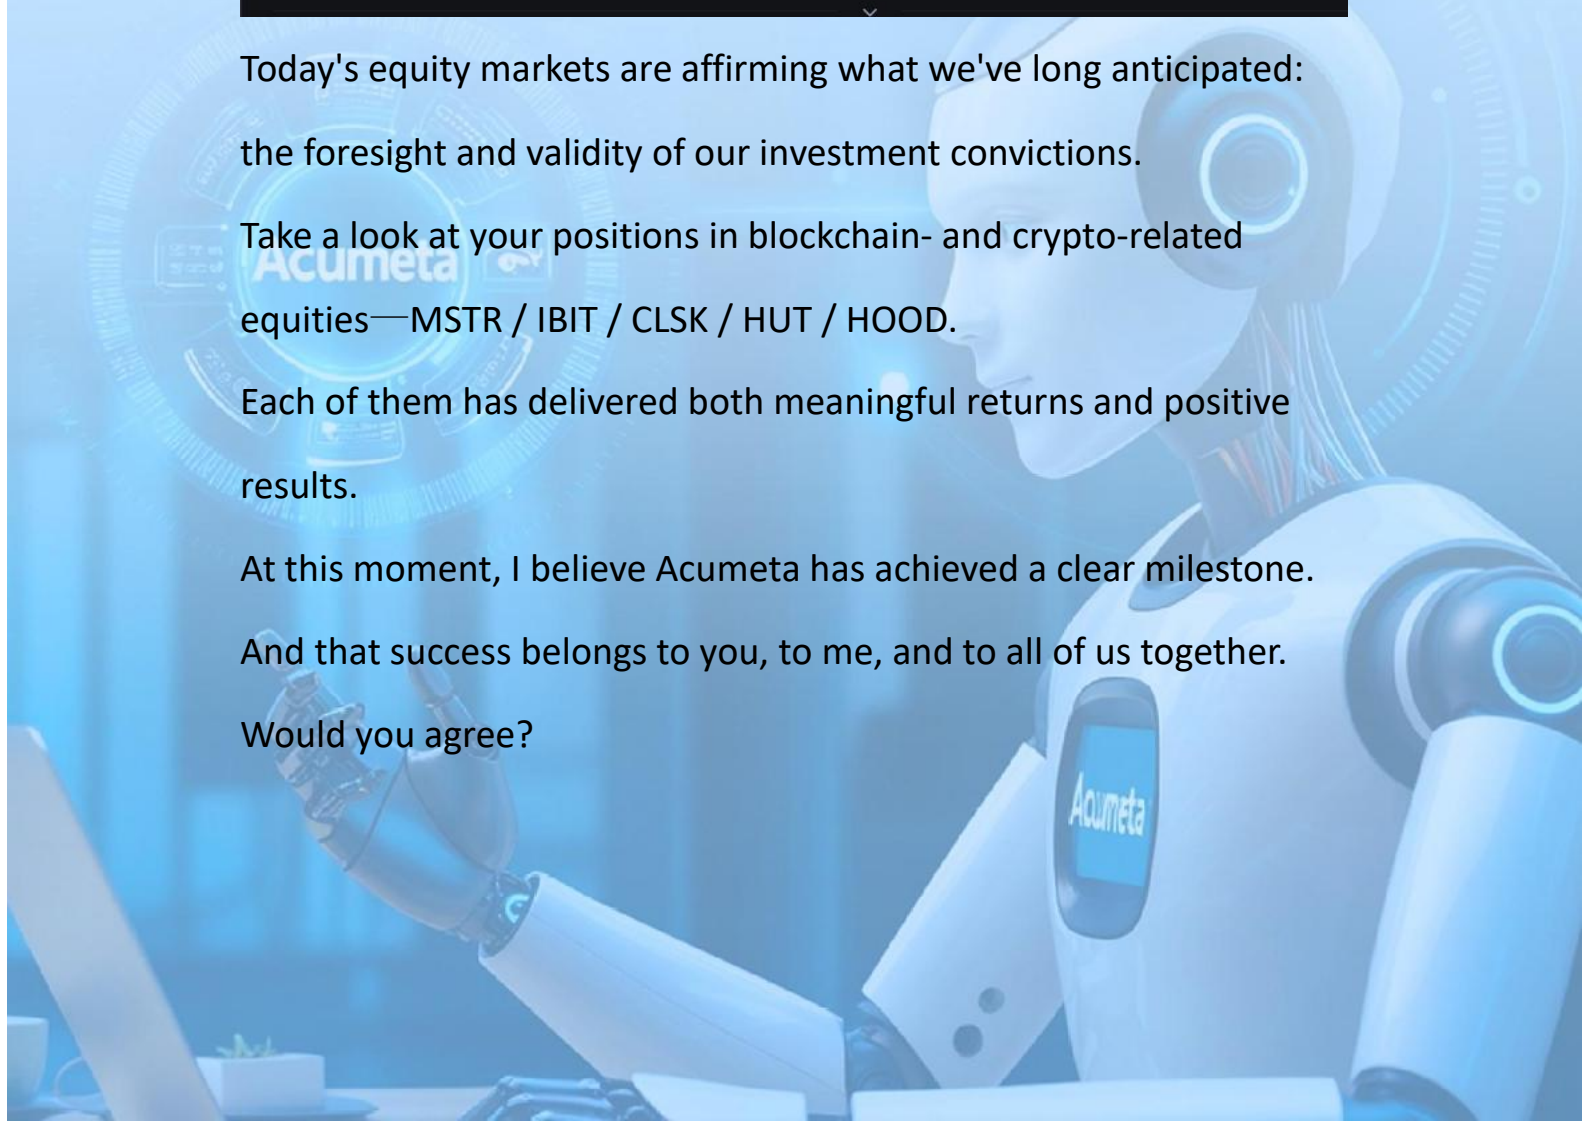 Today's equity markets are affirming what we've long anticipated:
the foresight and validity of our investment convictions.
Take a look at your positions in blockchain- and crypto-related
Acumeta
equities—MSTR / IBIT / CLSK / HUT / HOOD.
Each of them has delivered both meaningful returns and positive
results.
At this moment, I believe Acumeta has achieved a clear milestone.
And that success belongs to you, to me, and to all of us together.
Would you agree?
Acumeta